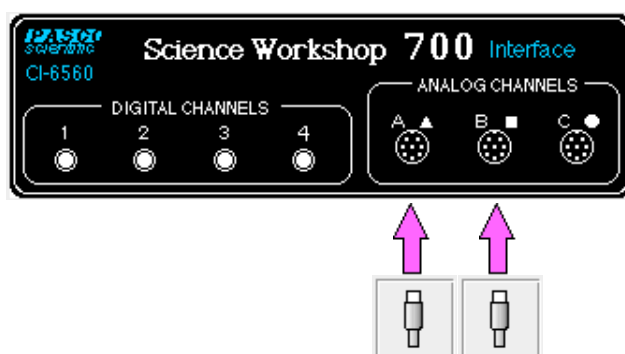 PASCO
scientific
CI-6560
Science Workshop 700 Interface
DIGITAL CHANNELS
1 2 3 4
ANALOG CHANNELS
A B C